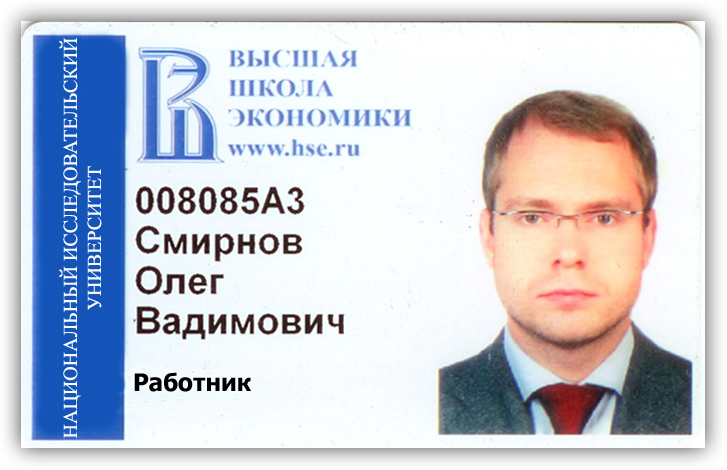 НАЦИОНАЛЬНЫЙ ИССЛЕДОВАТЕЛЬСКИЙ
УНИВЕРСИТЕТ
ВЫСШАЯ
ШКОЛА
ЭКОНОМИКИ
www.hse.ru
008085А3
Смирнов
Олег
Вадимович
Работник